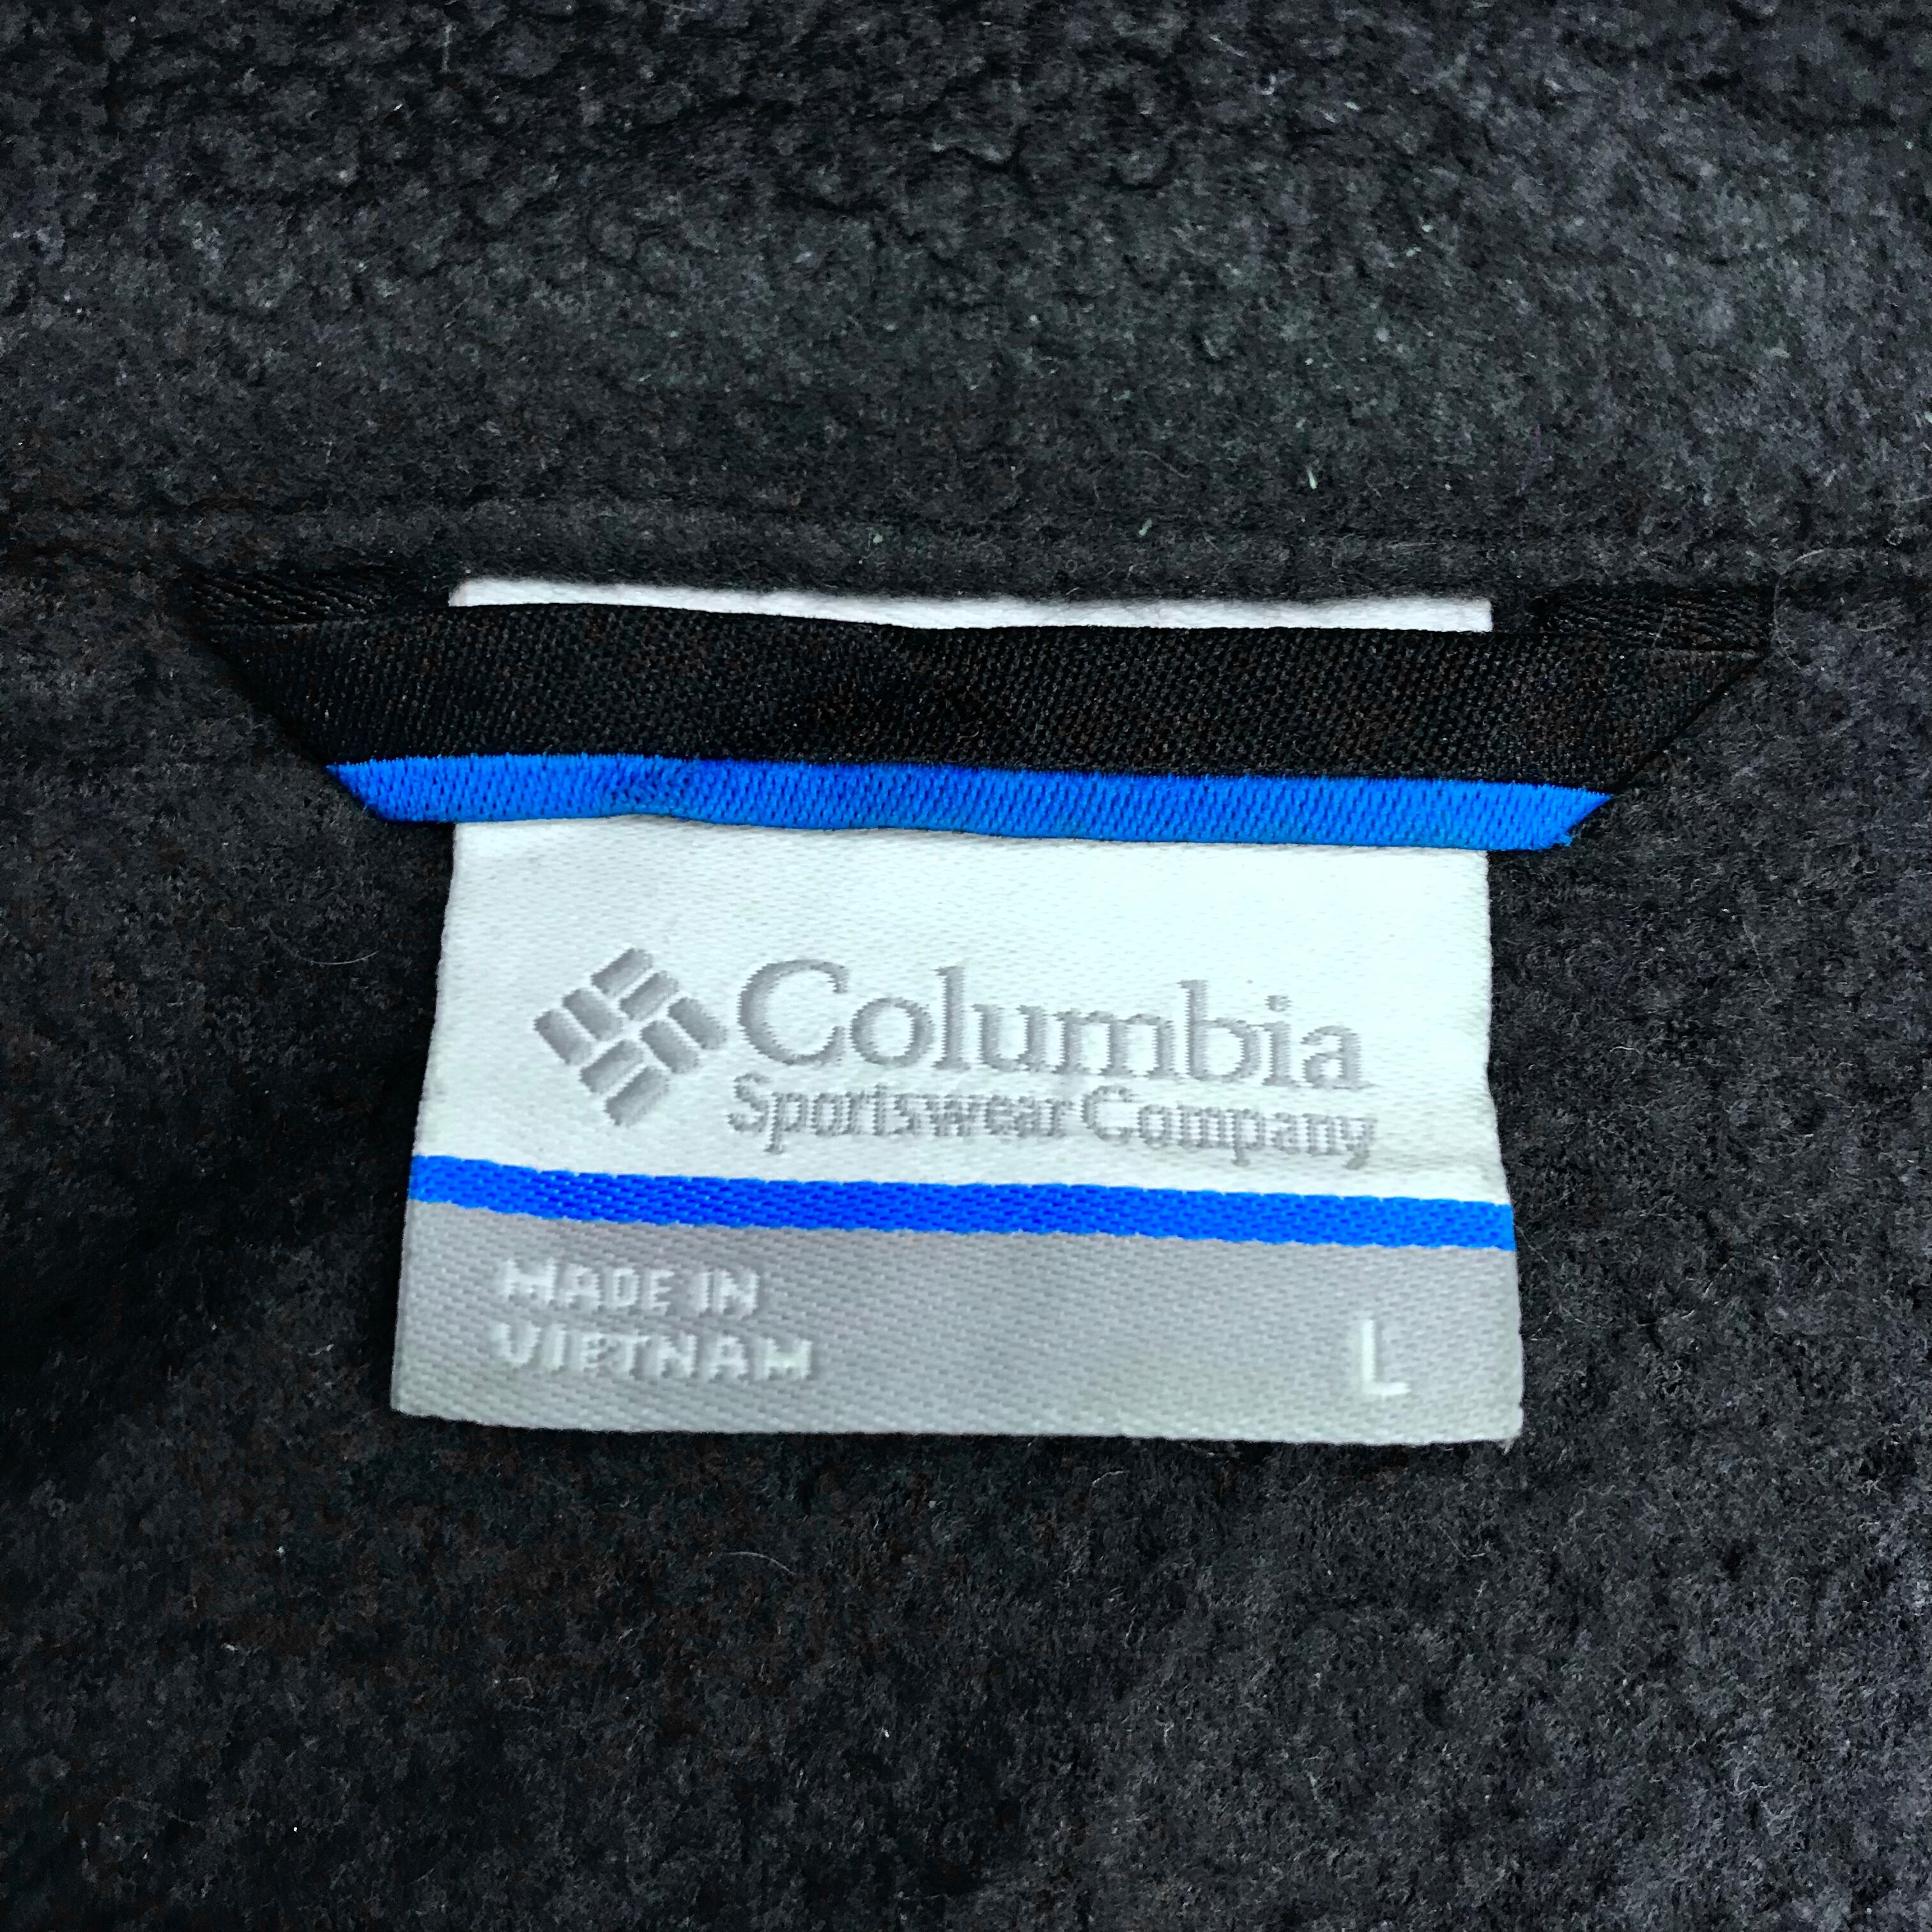 Columbia
Sportswear Company
MADE IN
VIETNAM
L